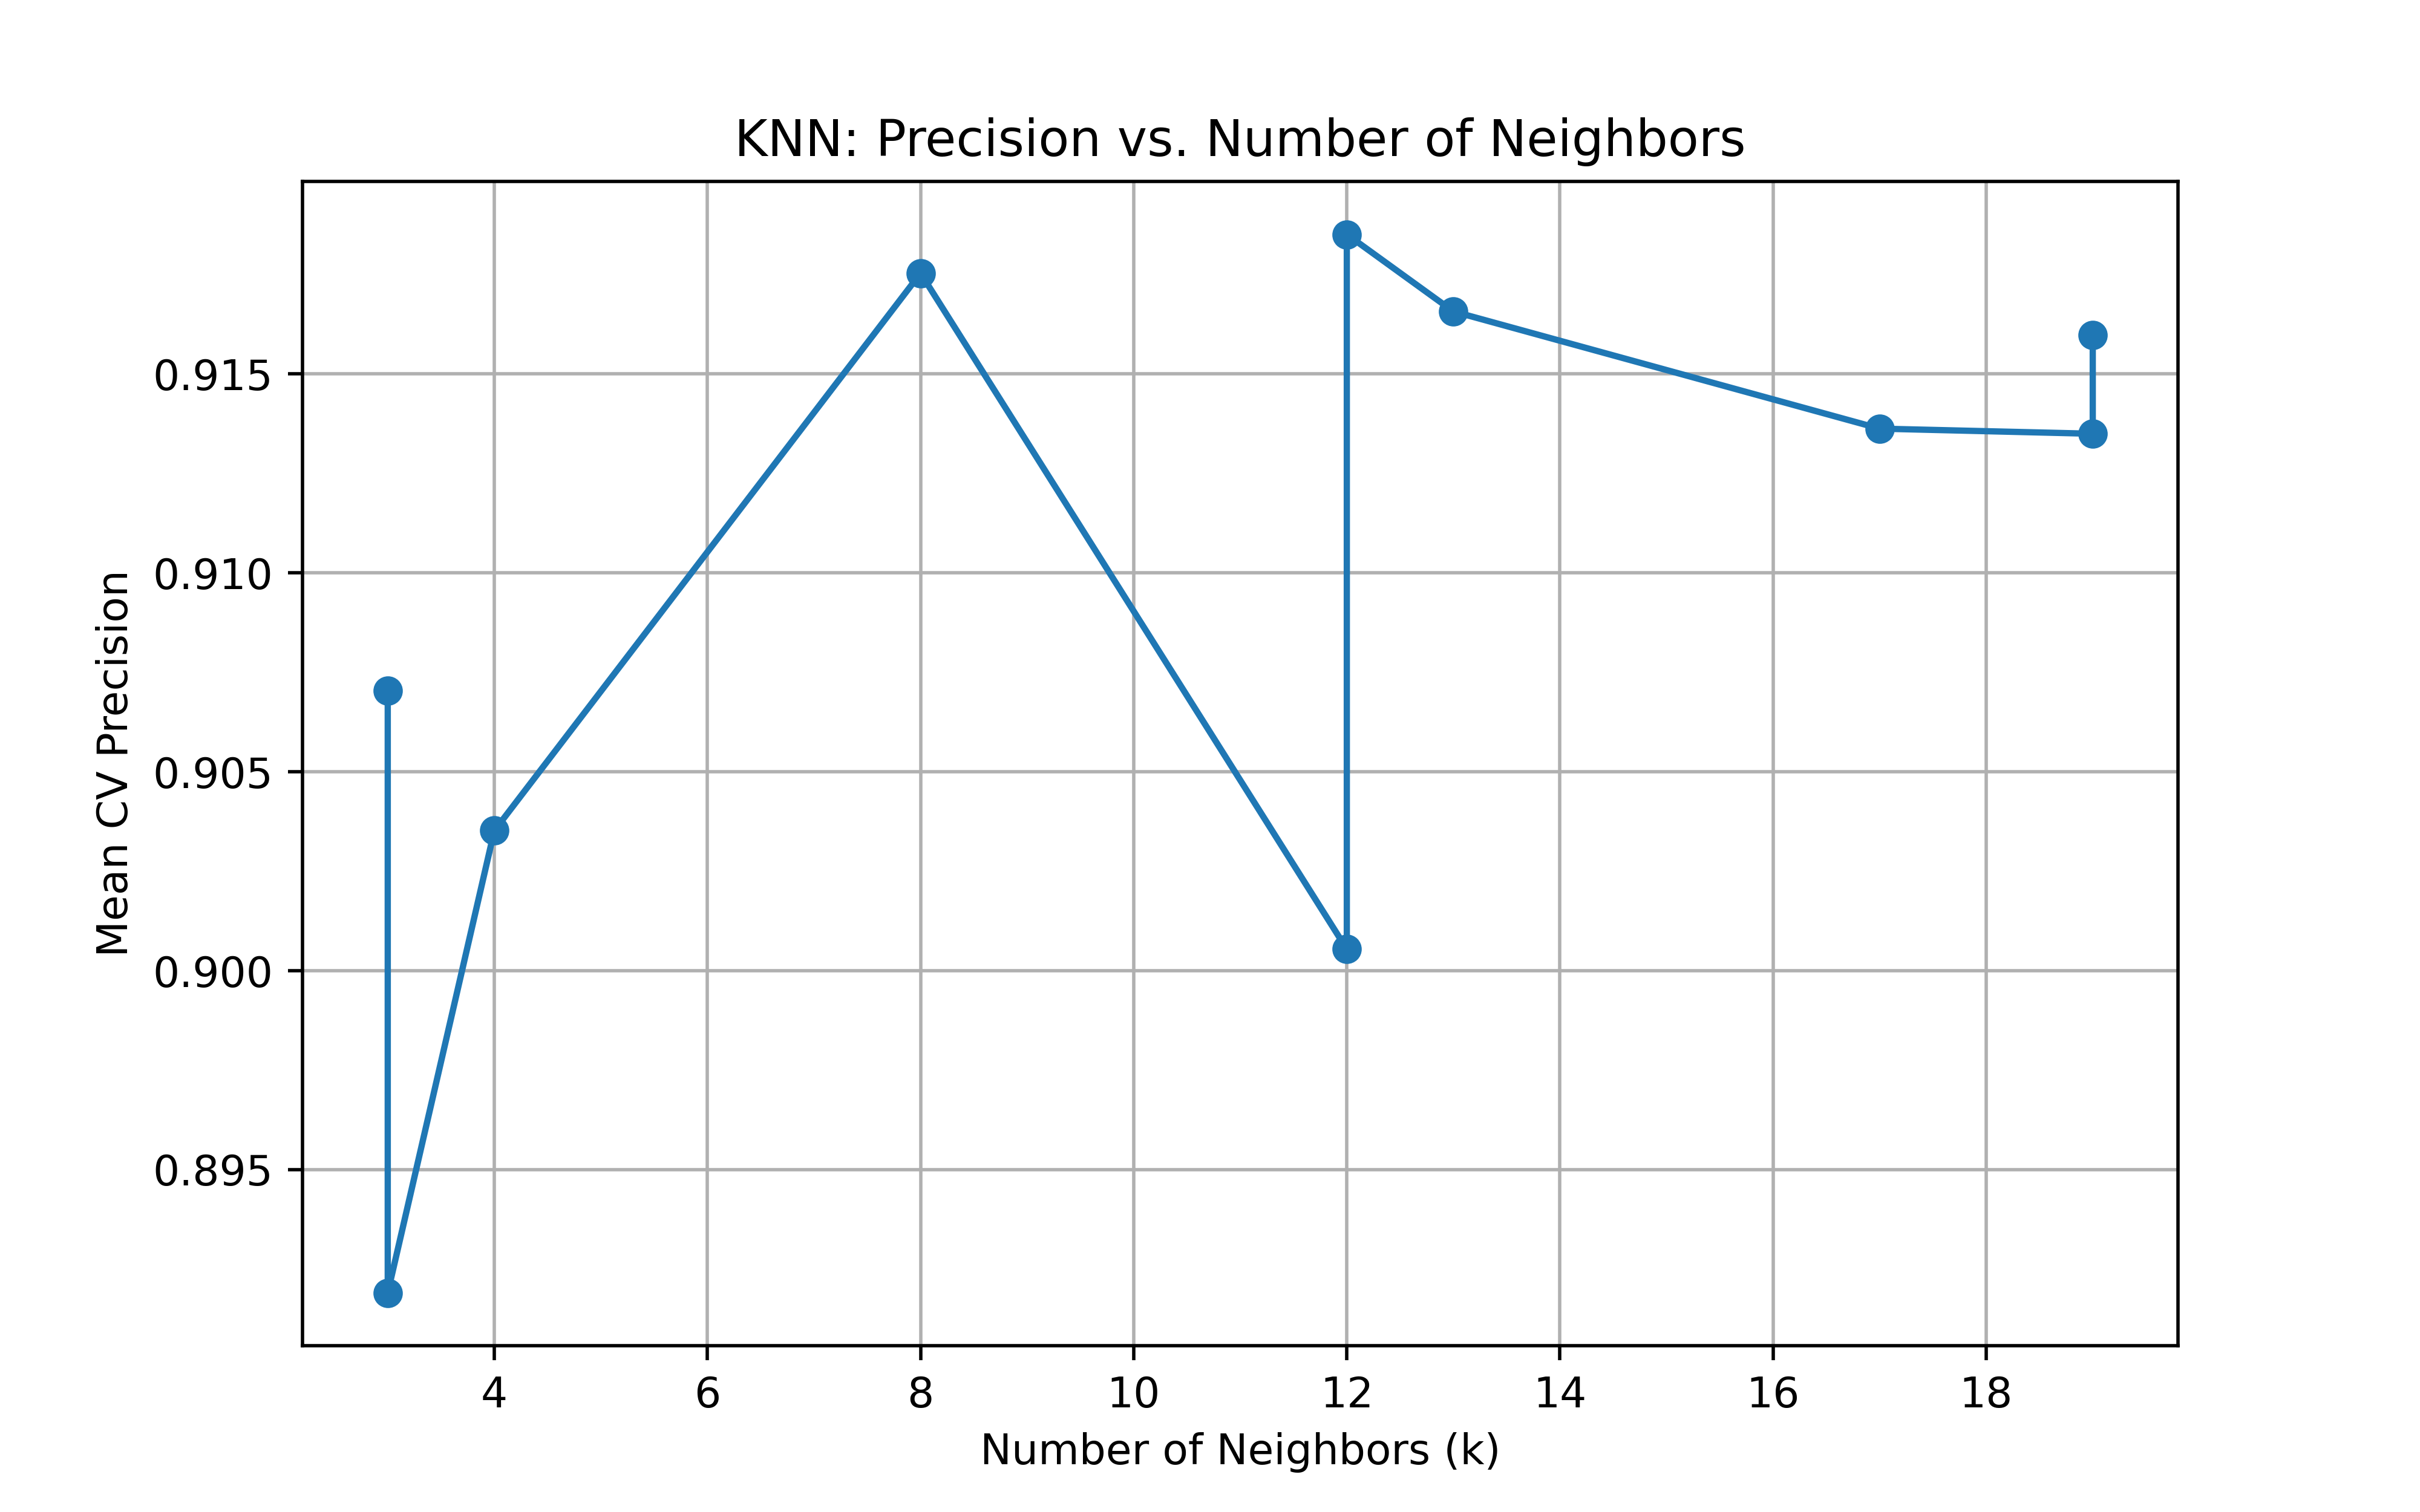 KNN: Precision vs. Number of Neighbors
Mean CV Precision
0.915
0.910
0.905
0.900
0.895
4 6 8 10 12 14 16 18
Number of Neighbors (k)